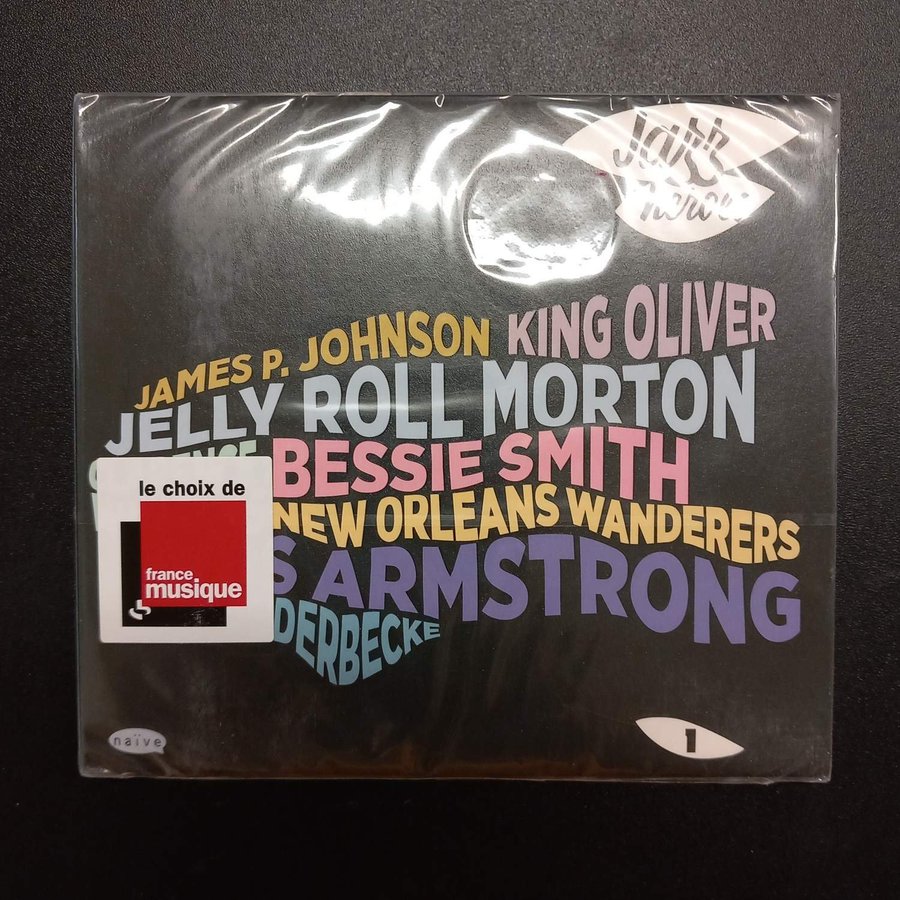 Jazz
heroes
JAMES P. JOHNSON KING OLIVER
JELLY ROLL MORTON
BESSIE SMITH
NEW ORLEANS WANDERERS
S ARMSTRONG
DERBECKE
le choix de
france
musique
naïve
1